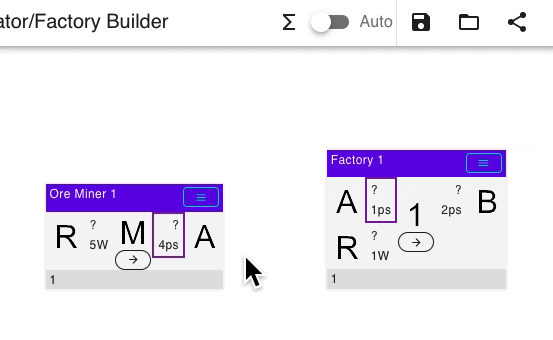 ator/Factory Builder Σ Auto
Ore Miner 1
R ? 5W M ? 4ps A
1
Factory 1
A ? 1ps 1 ? 2ps B
R ? 1W
1